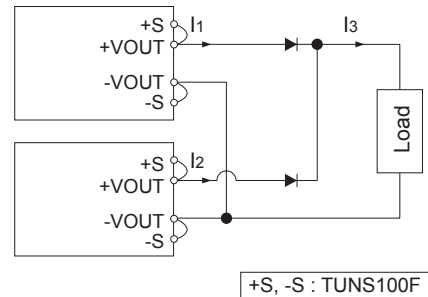 +S
I1
+VOUT
I3
-VOUT
-S
Load
+S
I2
+VOUT
-VOUT
-S
+S, -S : TUNS100F